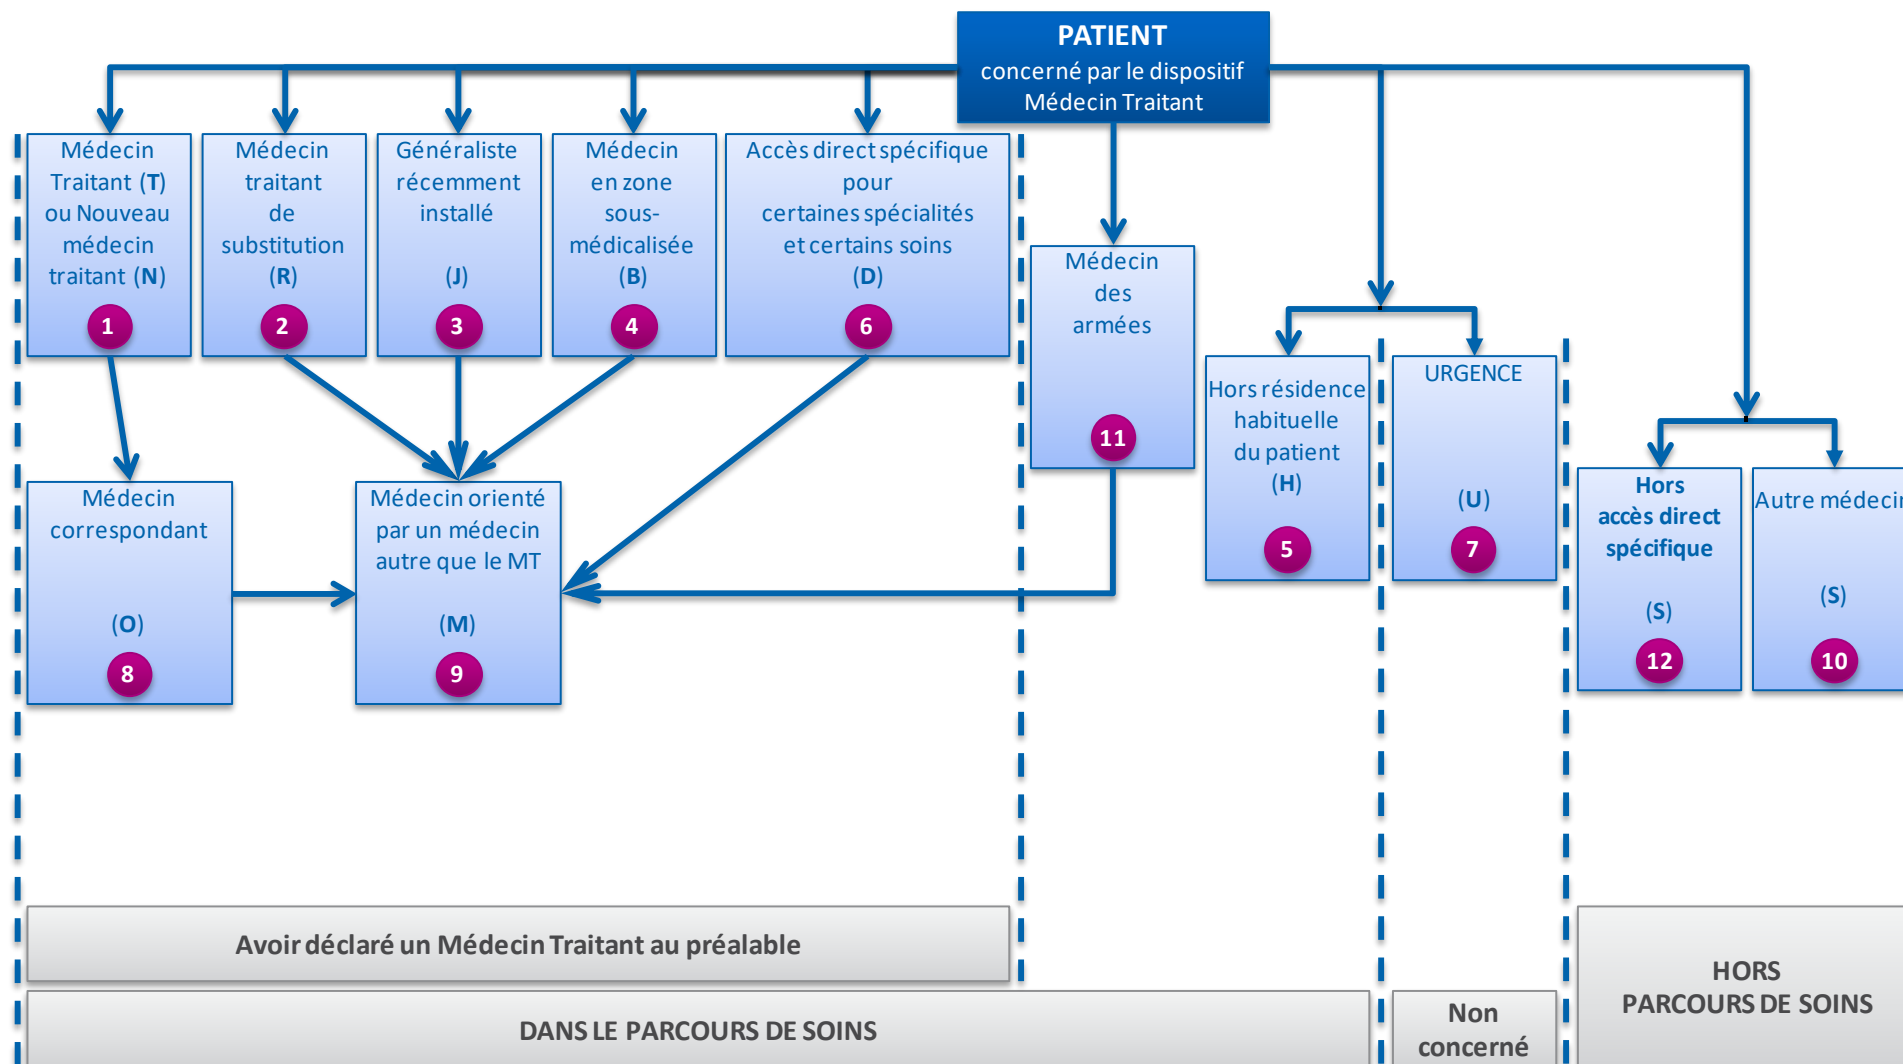 PATIENT
concerné par le dispositif
Médecin Traitant
Médecin
Traitant (T)
ou Nouveau
médecin
traitant (N)
1
Médecin
traitant
de
substitution
(R)
2
Généraliste
récemment
installé
(J)
3
Médecin
en zone
sous-
médicalisée
(B)
4
Accès direct spécifique
pour
certaines spécialités
et certains soins
(D)
6
Médecin
des
armées
11
Hors résidence
habituelle
du patient
(H)
5
URGENCE
(U)
7
Hors
accès direct
spécifique
(S)
12
Autre médecin
(S)
10
Médecin
correspondant
(O)
8
Médecin orienté
par un médecin
autre que le MT
(M)
9
Avoir déclaré un Médecin Traitant au préalable
DANS LE PARCOURS DE SOINS
Non
concerné
HORS
PARCOURS DE SOINS